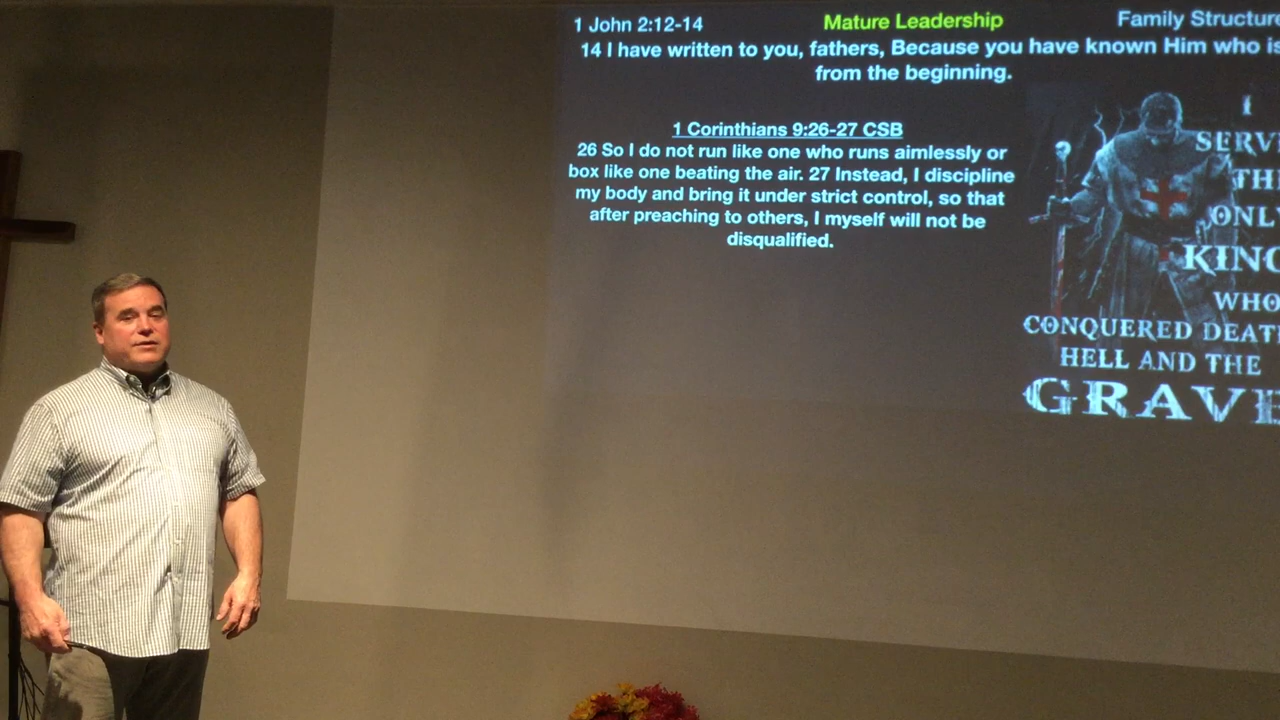 1 John 2:12-14 Mature Leadership Family Structure
14 I have written to you, fathers, Because you have known Him who is
from the beginning.
1 Corinthians 9:26-27 CSB
26 So I do not run like one who runs aimlessly or
box like one beating the air. 27 Instead, I discipline
my body and bring it under strict control, so that
after preaching to others, I myself will not be
disqualified.
I
SERV
TH
ONL
KING
WHO
CONQUERED DEAT
HELL AND THE
GRAVE